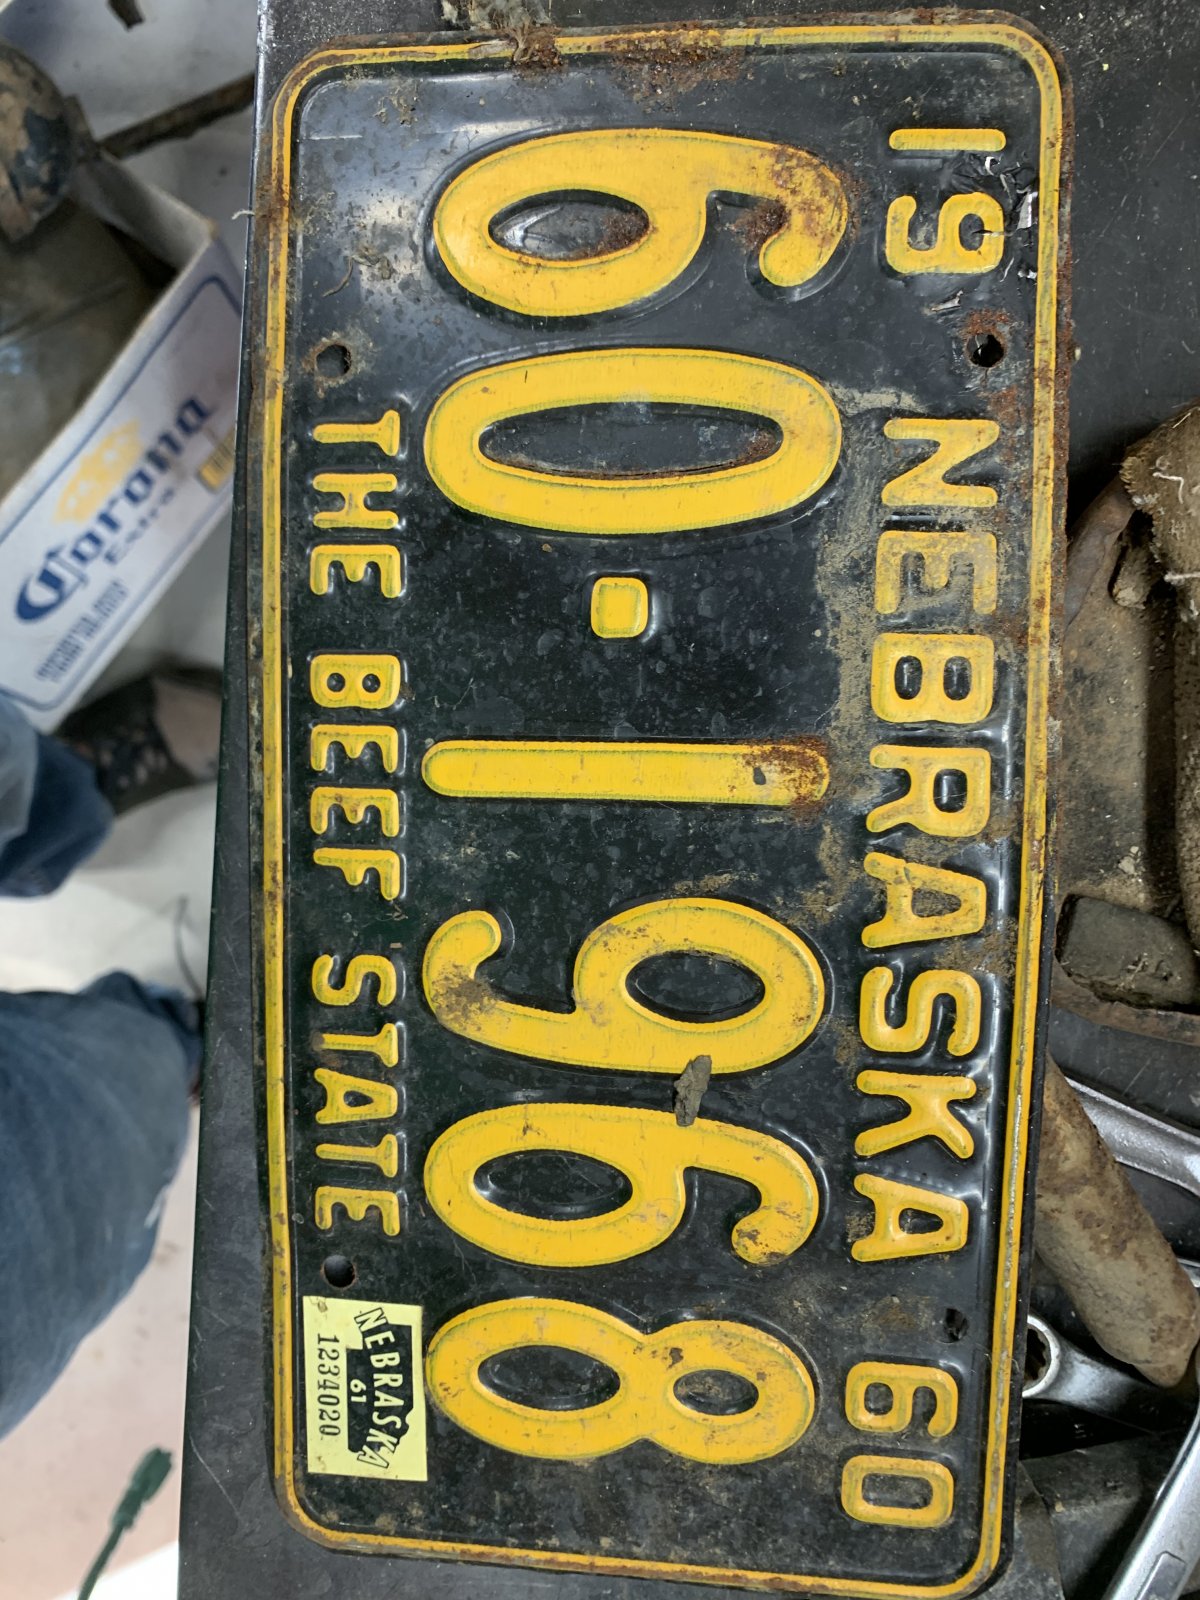 19 NEBRASKA 60
60·1968
THE BEEF STATE
NEBRASKA
61
1234020
Corona
Extra